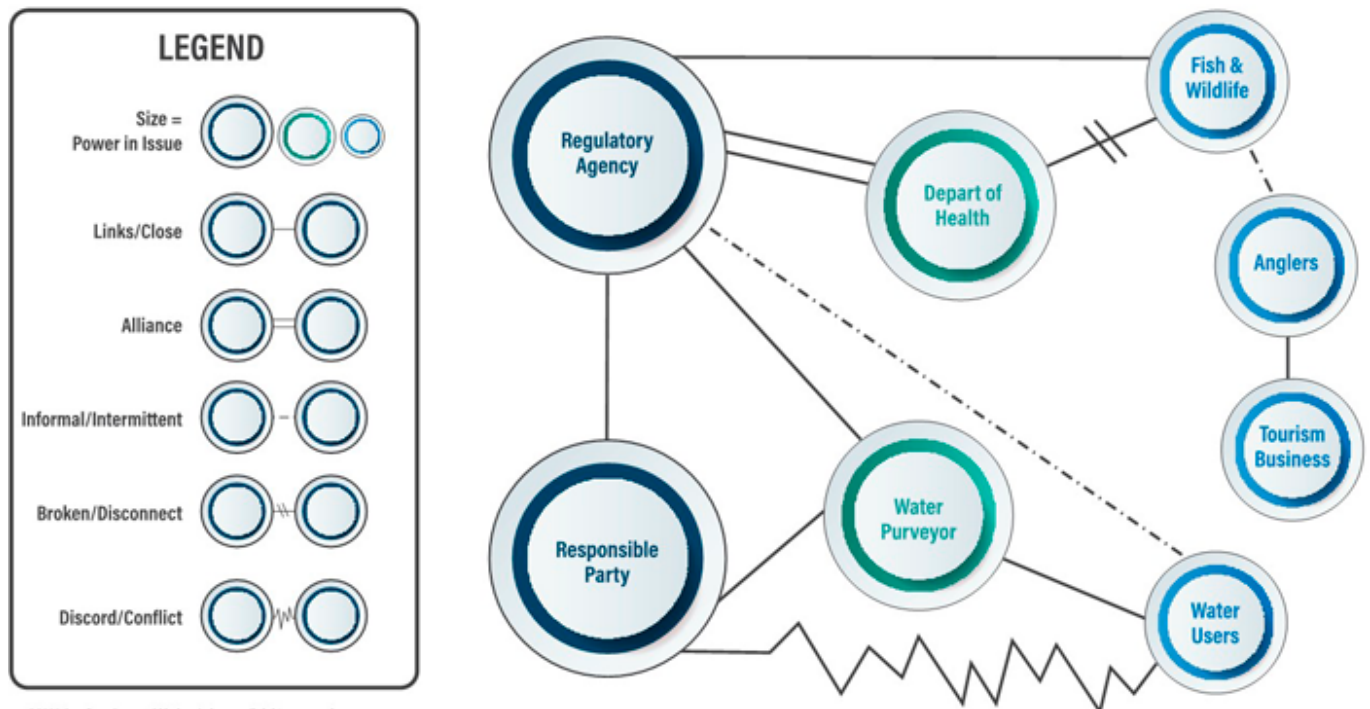 LEGEND
Size =
Power in Issue
Links/Close
Alliance
Informal/Intermittent
Broken/Disconnect
Discord/Conflict
Regulatory
Agency
Fish &
Wildlife
Depart of
Health
Anglers
Tourism
Business
Responsible
Party
Water
Purveyor
Water
Users